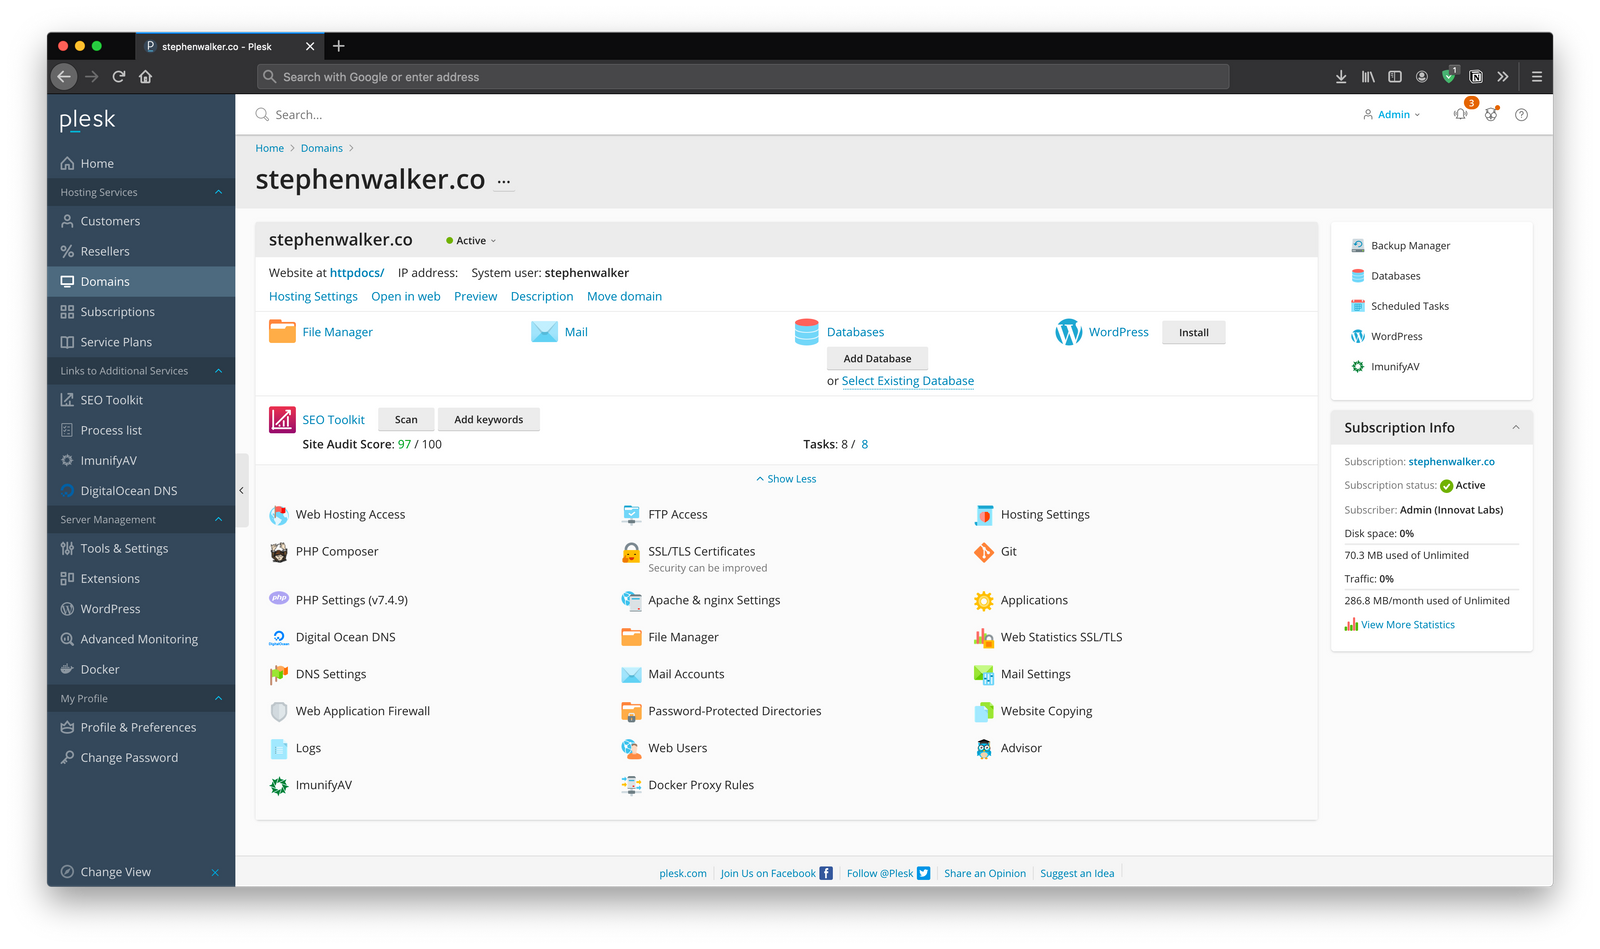 stephenwalker.co - Plesk
Search with Google or enter address
1
plesk
Search...
Admin
3
Home
Hosting Services
Customers
Resellers
Domains
Subscriptions
Service Plans
Links to Additional Services
SEO Toolkit
Process list
ImunifyAV
DigitalOcean DNS
Server Management
Tools & Settings
Extensions
WordPress
Advanced Monitoring
Docker
My Profile
Profile & Preferences
Change Password
Change View
Home > Domains >
stephenwalker.co ...
stephenwalker.co Active
Website at httpdocs/ IP address: System user: stephenwalker
Hosting Settings Open in web Preview Description Move domain
File Manager Mail Databases WordPress Install
Add Database
or Select Existing Database
SEO Toolkit Scan Add keywords
Site Audit Score: 97 / 100 Tasks: 8 / 8
Show Less
Web Hosting Access FTP Access Hosting Settings
PHP Composer SSL/TLS Certificates Git
Security can be improved
php PHP Settings (v7.4.9) Apache & nginx Settings Applications
Digital Ocean DNS File Manager Web Statistics SSL/TLS
DNS Settings Mail Accounts Mail Settings
Web Application Firewall Password-Protected Directories Website Copying
Logs Web Users Advisor
ImunifyAV Docker Proxy Rules
Backup Manager
Databases
Scheduled Tasks
WordPress
ImunifyAV
Subscription Info
Subscription: stephenwalker.co
Subscription status: Active
Subscriber: Admin (Innovat Labs)
Disk space: 0%
70.3 MB used of Unlimited
Traffic: 0%
286.8 MB/month used of Unlimited
View More Statistics
plesk.com Join Us on Facebook Follow @Plesk Share an Opinion Suggest an Idea